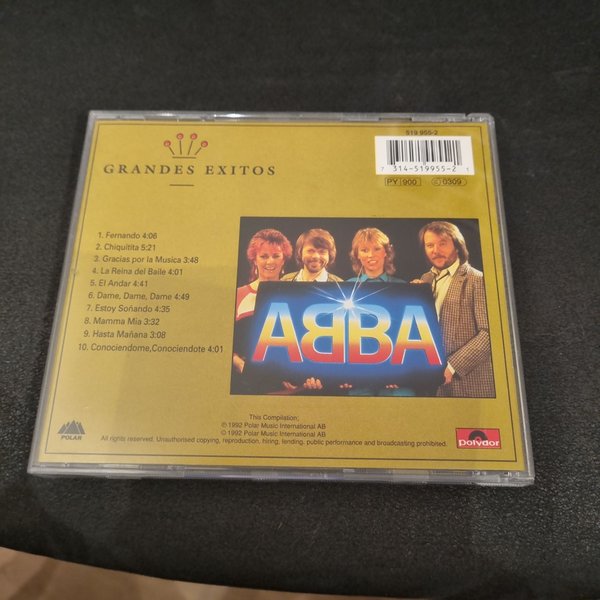 519 955-2
7 314-519955-2 1
PY 900 Ⓛ 0309
GRANDES EXITOS
1. Fernando 4:06
2. Chiquitita 5:21
3. Gracias por la Musica 3:48
4. La Reina del Baile 4:01
5. El Andar 4:41
6. Dame, Dame, Dame 4:49
7. Estoy Soñando 4:35
8. Mamma Mia 3:32
9. Hasta Mañana 3:08
10. Conociendome,Conociendote 4:01
ABBA
This Compilation;
℗ 1992 Polar Music International AB
© 1992 Polar Music International AB
All rights reserved. Unauthorised copying, reproduction, hiring, lending, public performance and broadcasting prohibited.
POLAR
polydor